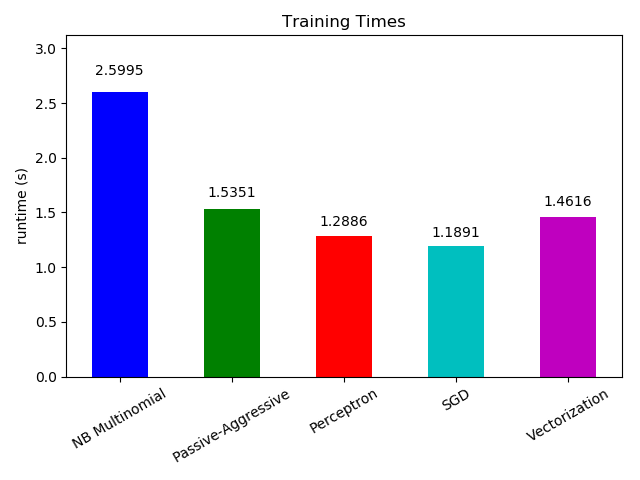 Training Times
3.0
2.5
2.0
1.5
1.0
0.5
0.0
runtime (s)
2.5995
1.5351
1.2886
1.1891
1.4616
NB Multinomial
Passive-Aggressive
Perceptron
SGD
Vectorization